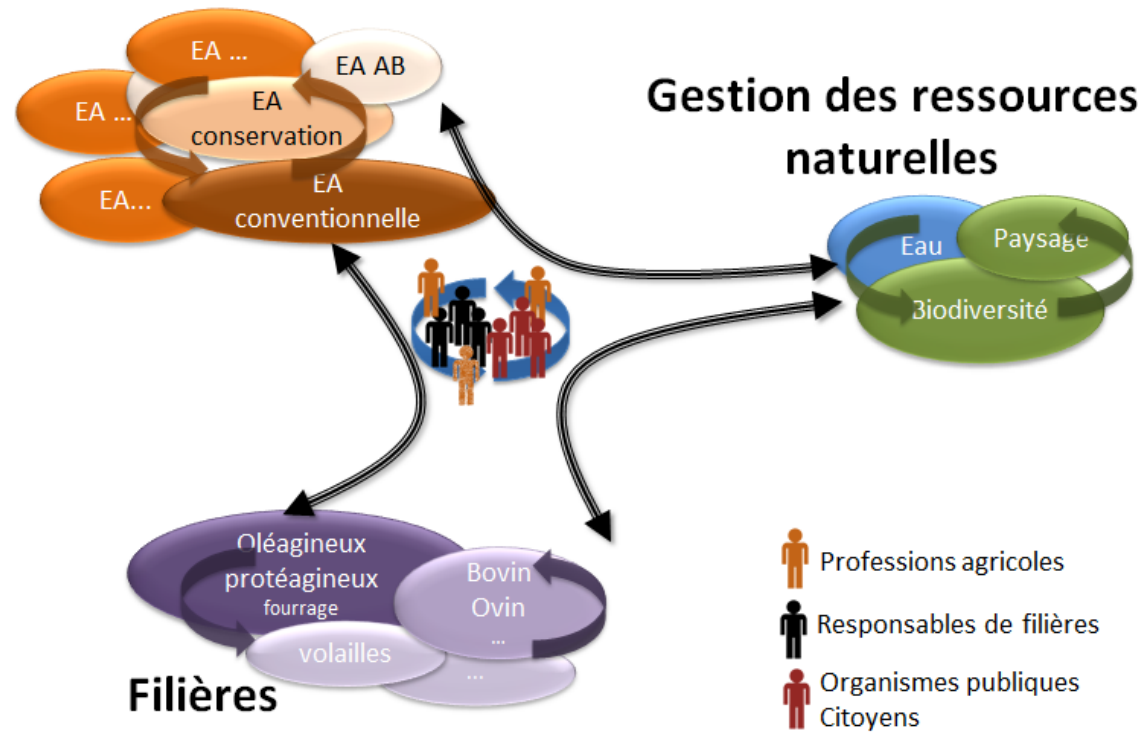 EA ...
EA AB
EA ...
EA
conservation
EA...
EA
conventionnelle
Gestion des ressources
naturelles
Eau
Paysage
Biodiversité
Oléagineux
protéagineux
fourrage
Bovin
Ovin
...
volailles
...
Filières
Professions agricoles
Responsables de filières
Organismes publiques
Citoyens